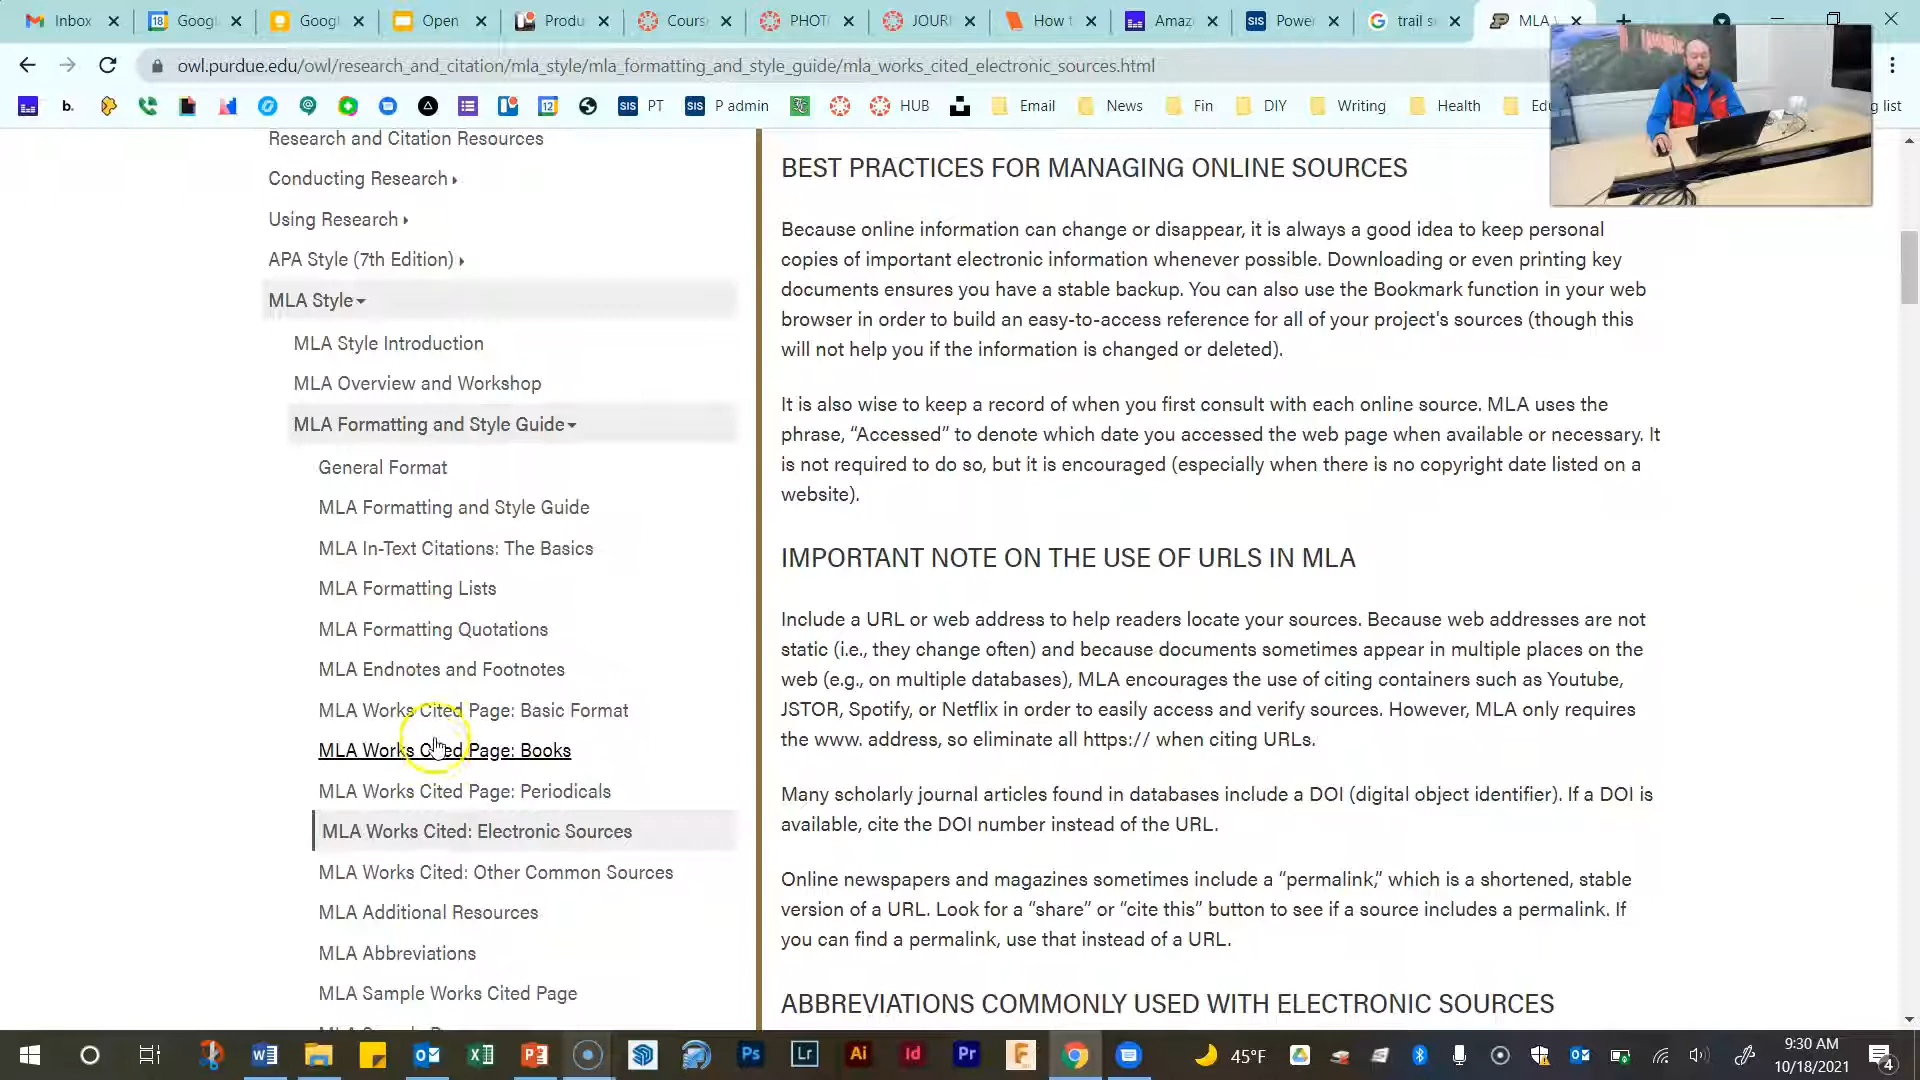 Inbox
Googl
Googl
Open
Produ
Cours
PHOT
JOURI
How t
Amaz
SIS Power
trail s
MLA
owl.purdue.edu/owl/research_and_citation/mla_style/mla_formatting_and_style_guide/mla_works_cited_electronic_sources.html
b.
12
SIS PT
SIS P admin
HUB
Email
News
Fin
DIY
Writing
Health
Edu
g list
Research and Citation Resources
Conducting Research
Using Research
APA Style (7th Edition)
MLA Style
MLA Style Introduction
MLA Overview and Workshop
MLA Formatting and Style Guide
General Format
MLA Formatting and Style Guide
MLA In-Text Citations: The Basics
MLA Formatting Lists
MLA Formatting Quotations
MLA Endnotes and Footnotes
MLA Works Cited Page: Basic Format
MLA Works Cited Page: Books
MLA Works Cited Page: Periodicals
MLA Works Cited: Electronic Sources
MLA Works Cited: Other Common Sources
MLA Additional Resources
MLA Abbreviations
MLA Sample Works Cited Page
BEST PRACTICES FOR MANAGING ONLINE SOURCES
Because online information can change or disappear, it is always a good idea to keep personal
copies of important electronic information whenever possible. Downloading or even printing key
documents ensures you have a stable backup. You can also use the Bookmark function in your web
browser in order to build an easy-to-access reference for all of your project's sources (though this
will not help you if the information is changed or deleted).
It is also wise to keep a record of when you first consult with each online source. MLA uses the
phrase, “Accessed” to denote which date you accessed the web page when available or necessary. It
is not required to do so, but it is encouraged (especially when there is no copyright date listed on a
website).
IMPORTANT NOTE ON THE USE OF URLS IN MLA
Include a URL or web address to help readers locate your sources. Because web addresses are not
static (i.e., they change often) and because documents sometimes appear in multiple places on the
web (e.g., on multiple databases), MLA encourages the use of citing containers such as Youtube,
JSTOR, Spotify, or Netflix in order to easily access and verify sources. However, MLA only requires
the www. address, so eliminate all https:// when citing URLs.
Many scholarly journal articles found in databases include a DOI (digital object identifier). If a DOI is
available, cite the DOI number instead of the URL.
Online newspapers and magazines sometimes include a “permalink,” which is a shortened, stable
version of a URL. Look for a “share” or “cite this” button to see if a source includes a permalink. If
you can find a permalink, use that instead of a URL.
ABBREVIATIONS COMMONLY USED WITH ELECTRONIC SOURCES
Ps
Lr
Ai
Id
Pr
45°F
9:30 AM
10/18/2021
4